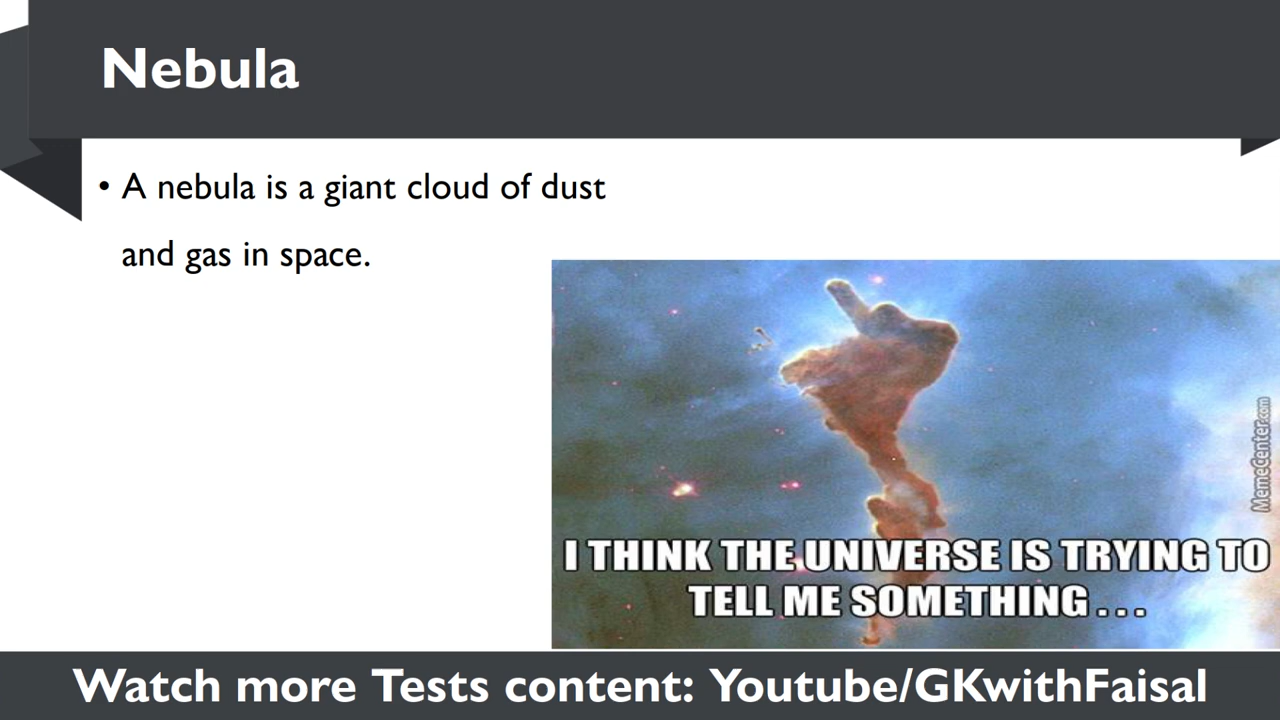 Nebula
• A nebula is a giant cloud of dust
and gas in space.
MemeCenter.com
I THINK THE UNIVERSE IS TRYING TO
TELL ME SOMETHING . . .
Watch more Tests content: Youtube/GKwithFaisal